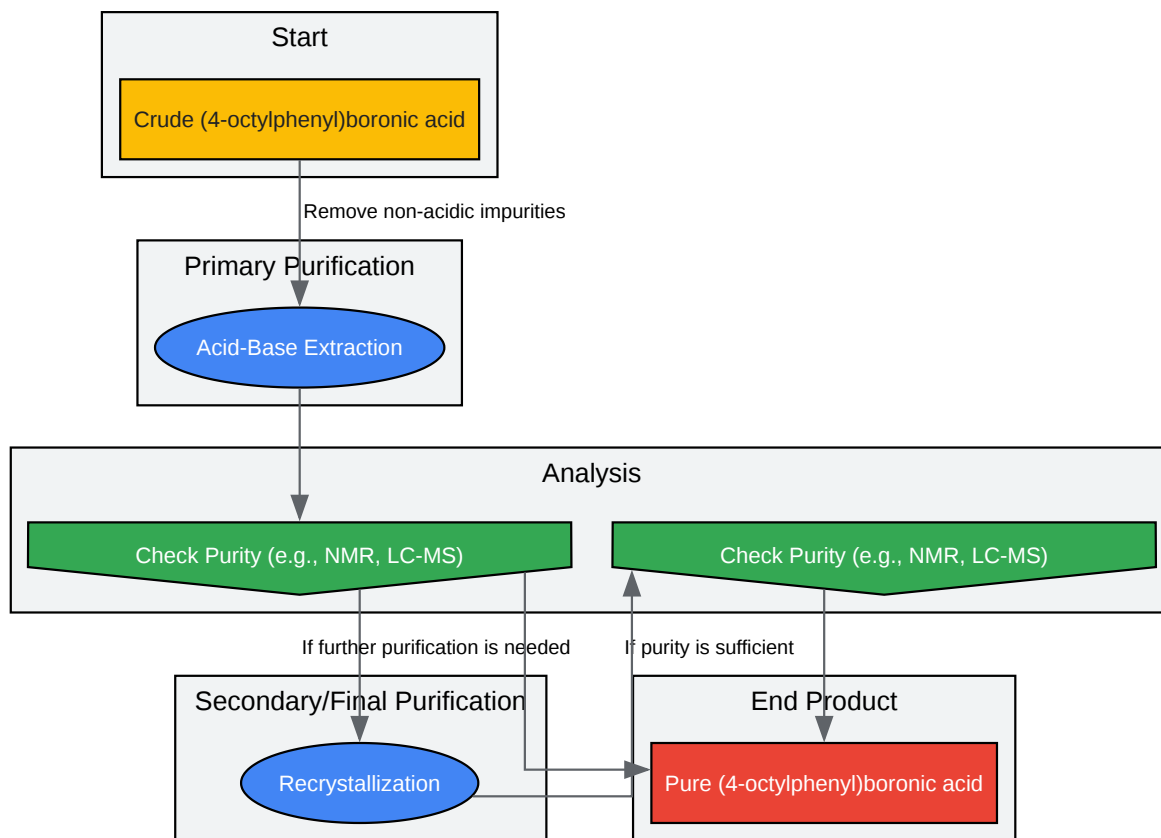 Start
Crude (4-octylphenyl)boronic acid
Remove non-acidic impurities
Primary Purification
Acid-Base Extraction
Analysis
Check Purity (e.g., NMR, LC-MS)
Check Purity (e.g., NMR, LC-MS)
If further purification is needed
If purity is sufficient
Secondary/Final Purification
End Product
Recrystallization
Pure (4-octylphenyl)boronic acid